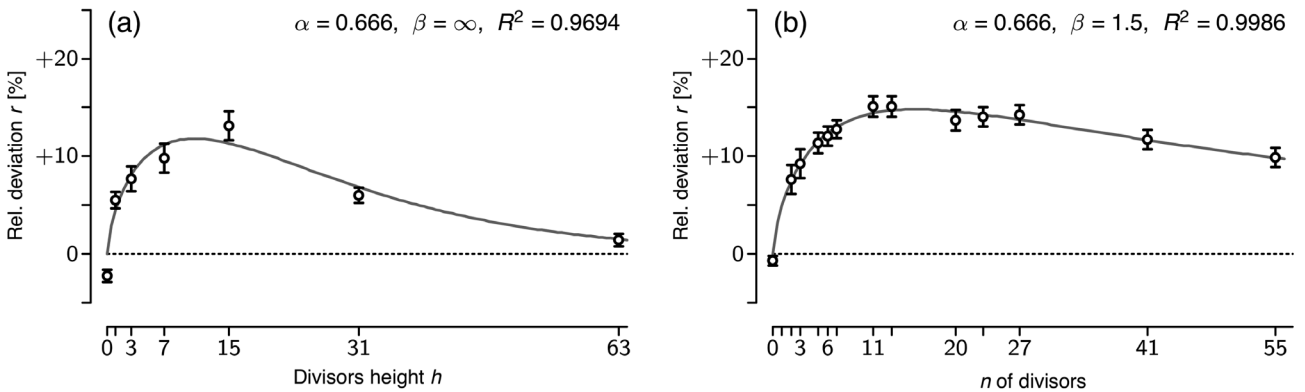 (a) α = 0.666, β = ∞, R² = 0.9694
+20
+10
0
Rel. deviation r [%]
0 3 7 15 31 63
Divisors height h
(b) α = 0.666, β = 1.5, R² = 0.9986
+20
+10
0
Rel. deviation r [%]
0 3 6 11 20 27 41 55
n of divisors